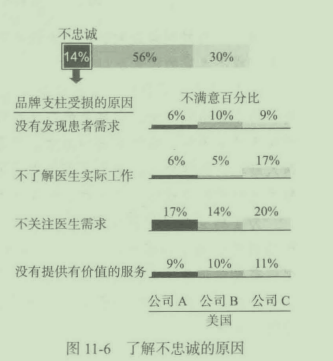 不忠诚
14% 56% 30%
品牌支柱受损的原因 不满意百分比
没有发现患者需求 6% 10% 9%
不了解医生实际工作 6% 5% 17%
不关注医生需求 17% 14% 20%
没有提供有价值的服务 9% 10% 11%
公司 A 公司 B 公司 C
美国
图 11-6 了解不忠诚的原因